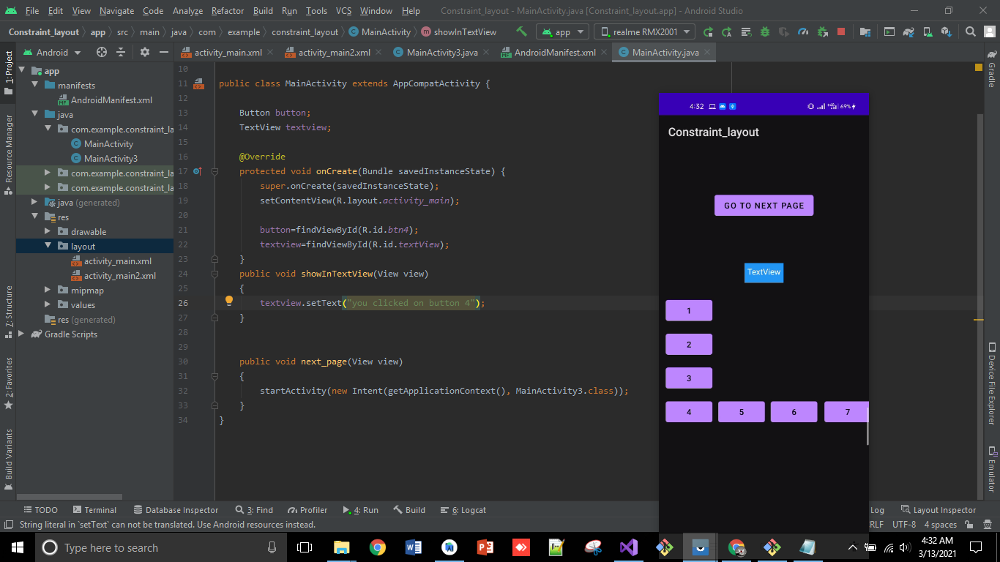 File Edit View Navigate Code Analyze Refactor Build Run Tools VCS Window Help Constraint_layout - MainActivity.java [Constraint_layout.app] - Android Studio
Constraint_layout app src main java com example constraint_layout MainActivity showInTextView app realme RMX2001
Android activity_main.xml activity_main2.xml MainActivity3.java AndroidManifest.xml MainActivity.java
1: Project
Resource Manager
7: Structure
2: Favorites
Build Variants
app
manifests
AndroidManifest.xml
java
com.example.constraint_la
MainActivity
MainActivity3
com.example.constraint_la
com.example.constraint_la
java (generated)
res
drawable
layout
activity_main.xml
activity_main2.xml
mipmap
values
res (generated)
Gradle Scripts
10
11 public class MainActivity extends AppCompatActivity {
12
13 Button button;
14 TextView textview;
15
16 @Override
17 protected void onCreate(Bundle savedInstanceState) {
18 super.onCreate(savedInstanceState);
19 setContentView(R.layout.activity_main);
20
21 button=findViewById(R.id.btn4);
22 textview=findViewById(R.id.textView);
23 }
24 public void showInTextView(View view)
25 {
26 textview.setText("you clicked on button 4");
27 }
28
29
30 public void next_page(View view)
31 {
32 startActivity(new Intent(getApplicationContext(), MainActivity3.class));
33 }
34 }
4:32 69%
Constraint_layout
GO TO NEXT PAGE
TextView
1
2
3
4 5 6 7
Gradle
Device File Explorer
Emulator
TODO Terminal Database Inspector 3: Find Profiler 4: Run Build 6: Logcat Log Layout Inspector
String literal in `setText` can not be translated. Use Android resources instead. RLF UTF-8 4 spaces
Type here to search
4:32 AM
3/13/2021